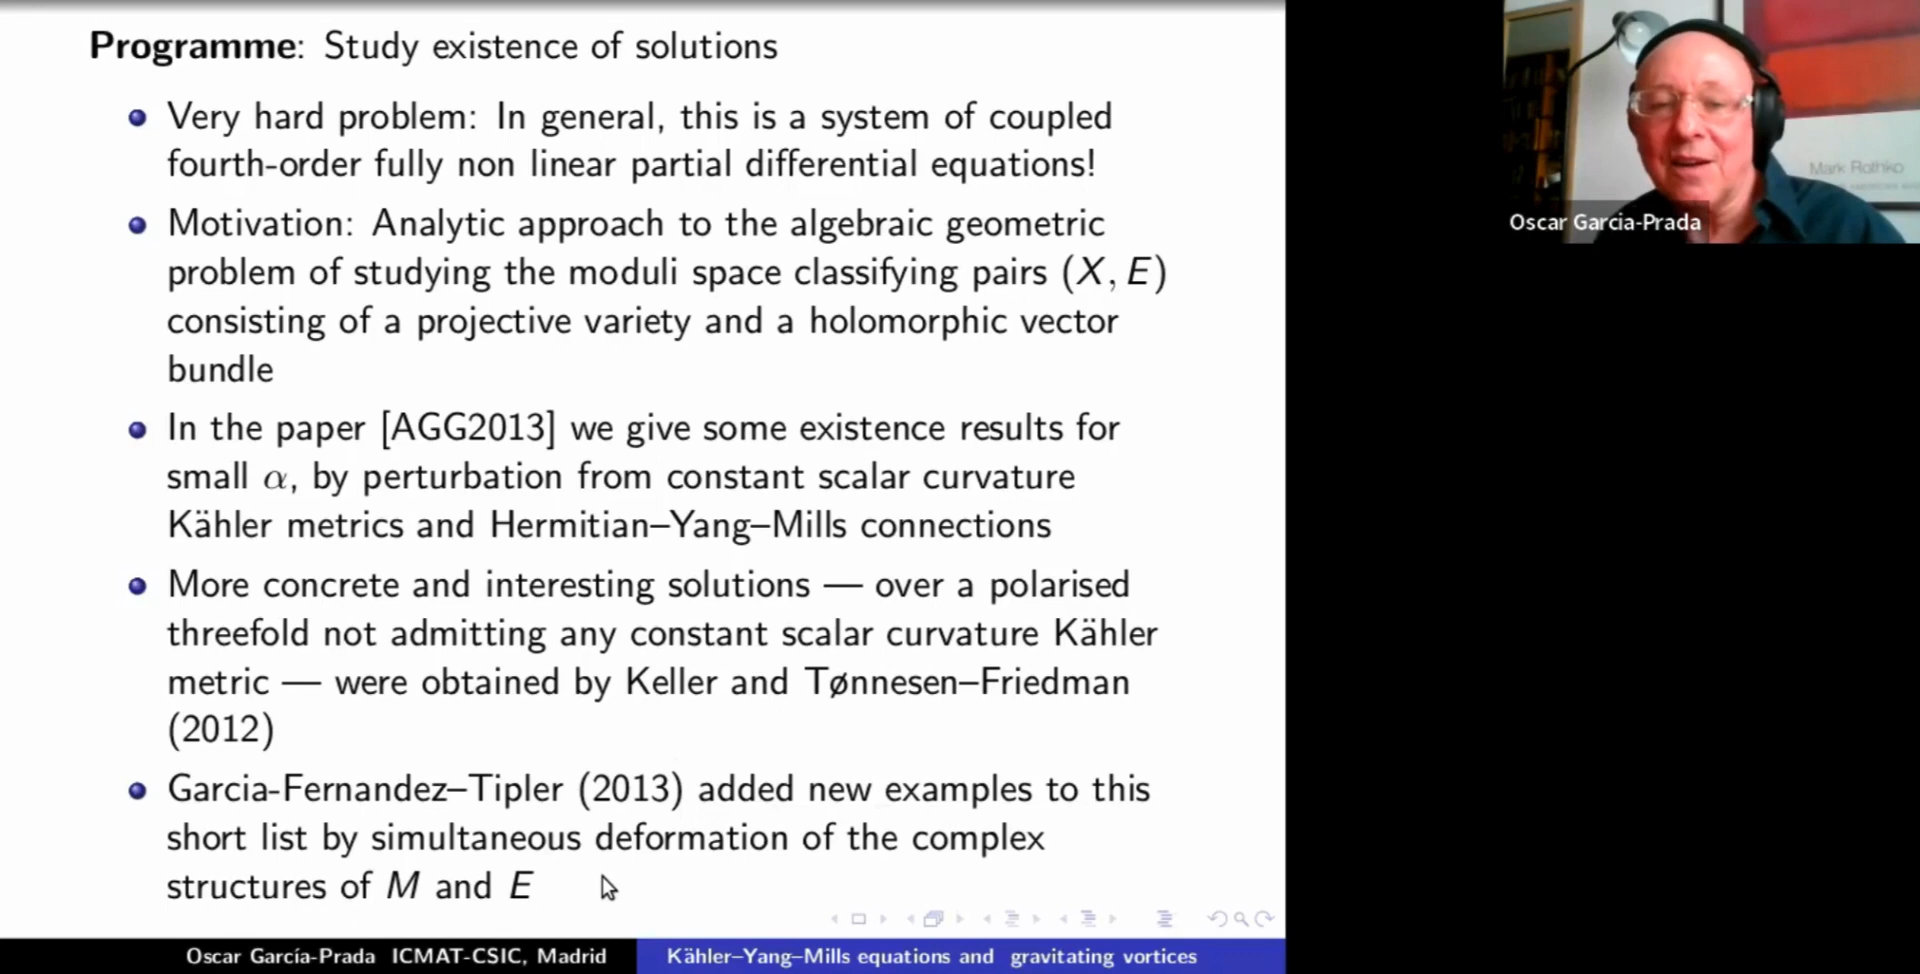 Programme: Study existence of solutions
Very hard problem: In general, this is a system of coupled
fourth-order fully non linear partial differential equations!
Motivation: Analytic approach to the algebraic geometric
problem of studying the moduli space classifying pairs (X, E)
consisting of a projective variety and a holomorphic vector
bundle
In the paper [AGG2013] we give some existence results for
small α, by perturbation from constant scalar curvature
Kähler metrics and Hermitian–Yang–Mills connections
More concrete and interesting solutions — over a polarised
threefold not admitting any constant scalar curvature Kähler
metric — were obtained by Keller and Tønnesen–Friedman
(2012)
Garcia-Fernandez–Tipler (2013) added new examples to this
short list by simultaneous deformation of the complex
structures of M and E
Oscar García-Prada ICMAT-CSIC, Madrid
Kähler–Yang–Mills equations and gravitating vortices
Mark Rothko
Oscar Garcia-Prada